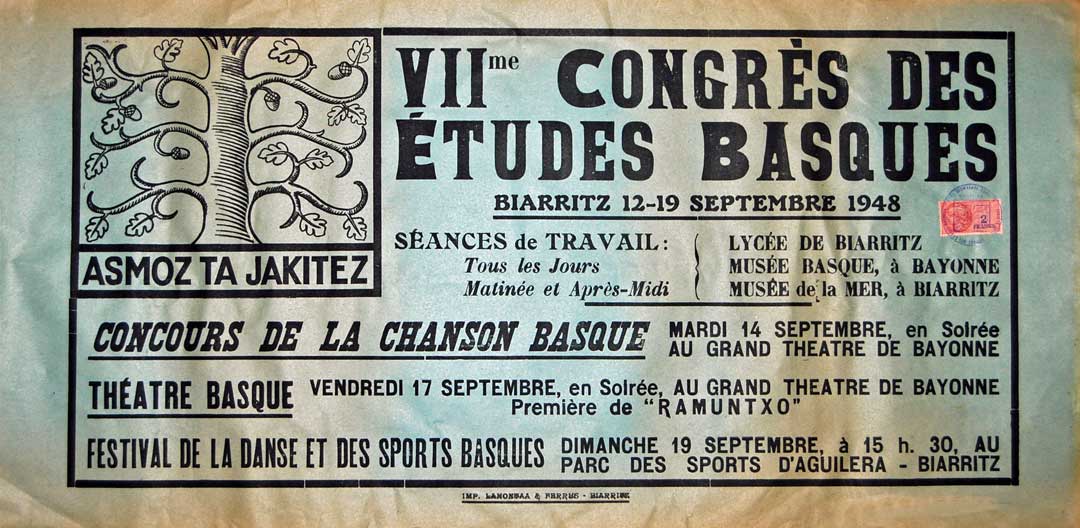 VIIme CONGRÈS DES
ÉTUDES BASQUES
BIARRITZ 12-19 SEPTEMBRE 1948
ASMOZ TA JAKITEZ
SÉANCES de TRAVAIL :
Tous les Jours
Matinée et Après-Midi
LYCÉE DE BIARRITZ
MUSÉE BASQUE, à BAYONNE
MUSÉE de la MER, à BIARRITZ
2
FRANCS
CONCOURS DE LA CHANSON BASQUE
MARDI 14 SEPTEMBRE, en Soirée
AU GRAND THEATRE DE BAYONNE
THÉATRE BASQUE
VENDREDI 17 SEPTEMBRE, en Soirée, AU GRAND THEATRE DE BAYONNE
Première de "RAMUNTXO"
FESTIVAL DE LA DANSE ET DES SPORTS BASQUES
DIMANCHE 19 SEPTEMBRE, à 15 h. 30, AU
PARC DES SPORTS D'AGUILERA - BIARRITZ
IMP. & - BIARRITZ